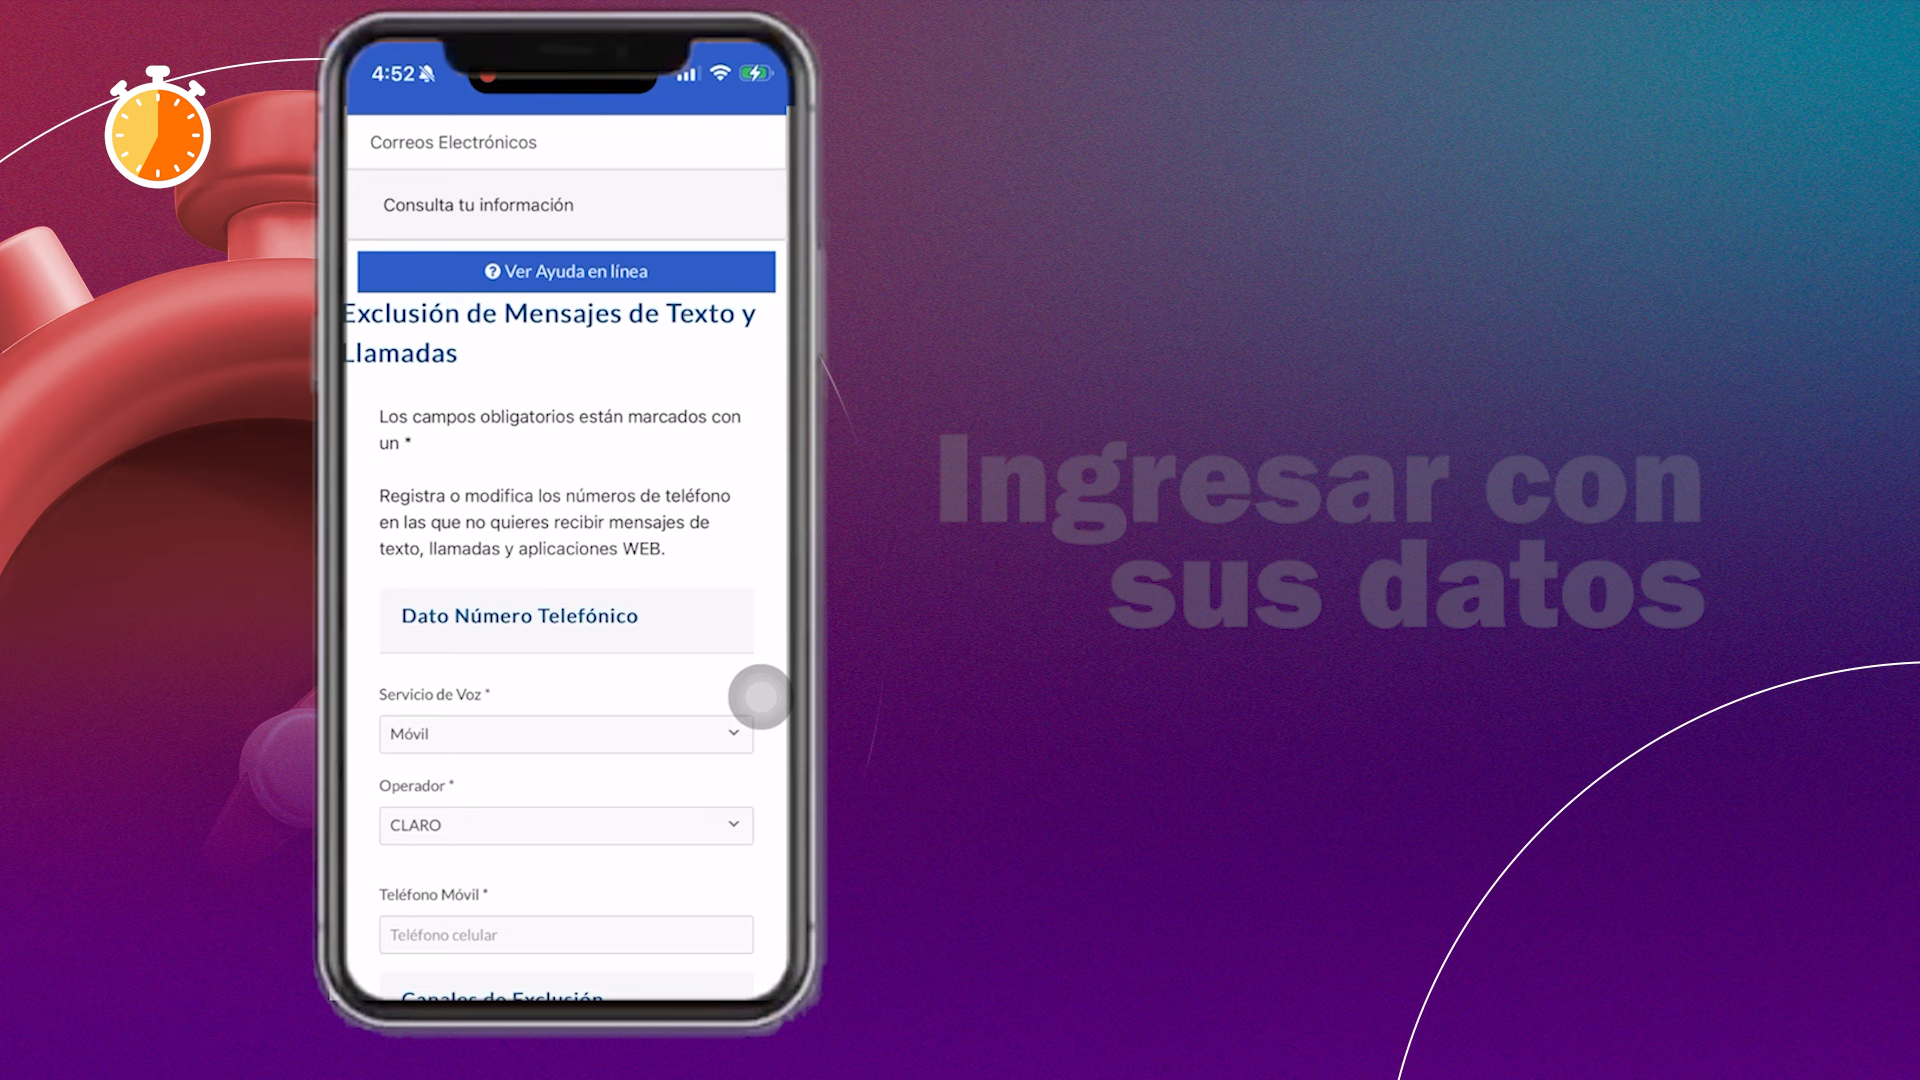 4:52
Correos Electrónicos
Consulta tu información
Ver Ayuda en línea
Exclusión de Mensajes de Texto y
Llamadas
Los campos obligatorios están marcados con
un *
Registra o modifica los números de teléfono
en las que no quieres recibir mensajes de
texto, llamadas y aplicaciones WEB.
Dato Número Telefónico
Servicio de Voz *
Móvil
Operador *
CLARO
Teléfono Móvil *
Teléfono celular
Canales de Exclusión
Ingresar con
sus datos